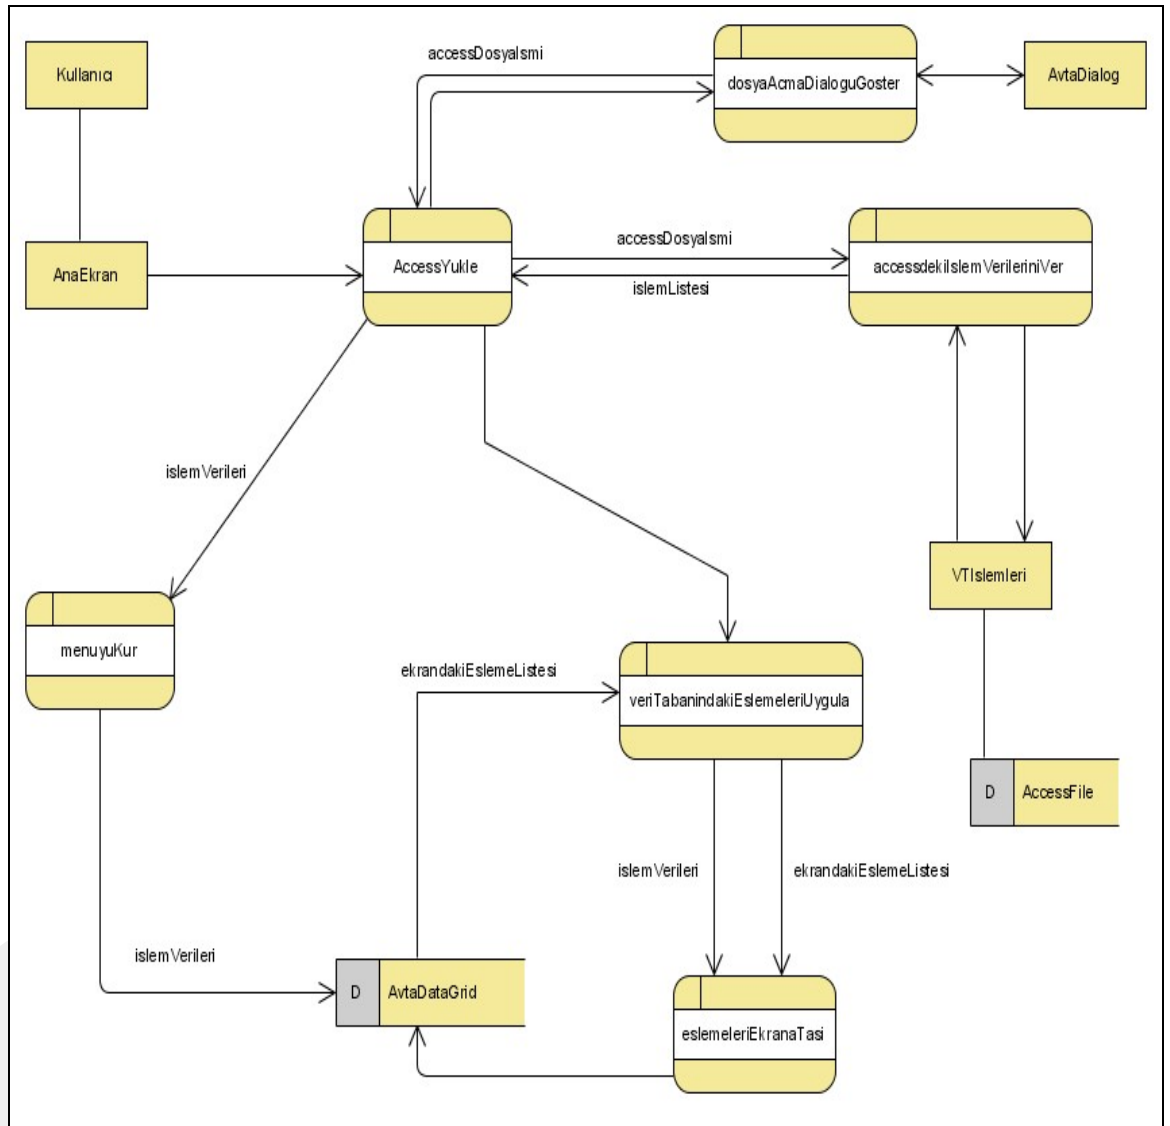 Kullanıcı
accessDosyaIsmi
dosyaAcmaDialoguGoster
AvtaDialog
AnaEkran
AccessYukle
accessDosyaIsmi
islemListesi
accessdekiIslemVerileriniVer
islemVerileri
VTIslemleri
menuyuKur
ekrandakiEslemeListesi
veriTabanindakiEslemeleriUygula
D AccessFile
islemVerileri
ekrandakiEslemeListesi
islemVerileri
D AvtaDataGrid
eslemeleriEkranaTasi